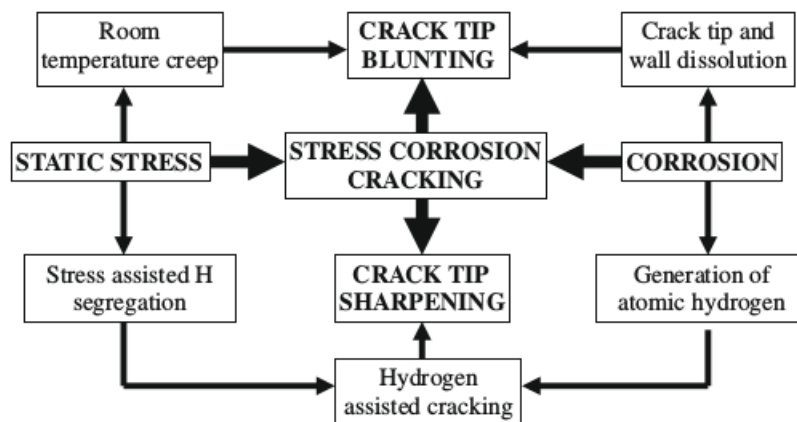 Room
temperature creep
CRACK TIP
BLUNTING
Crack tip and
wall dissolution
STATIC STRESS
STRESS CORROSION
CRACKING
CORROSION
Stress assisted H
segregation
CRACK TIP
SHARPENING
Generation of
atomic hydrogen
Hydrogen
assisted cracking